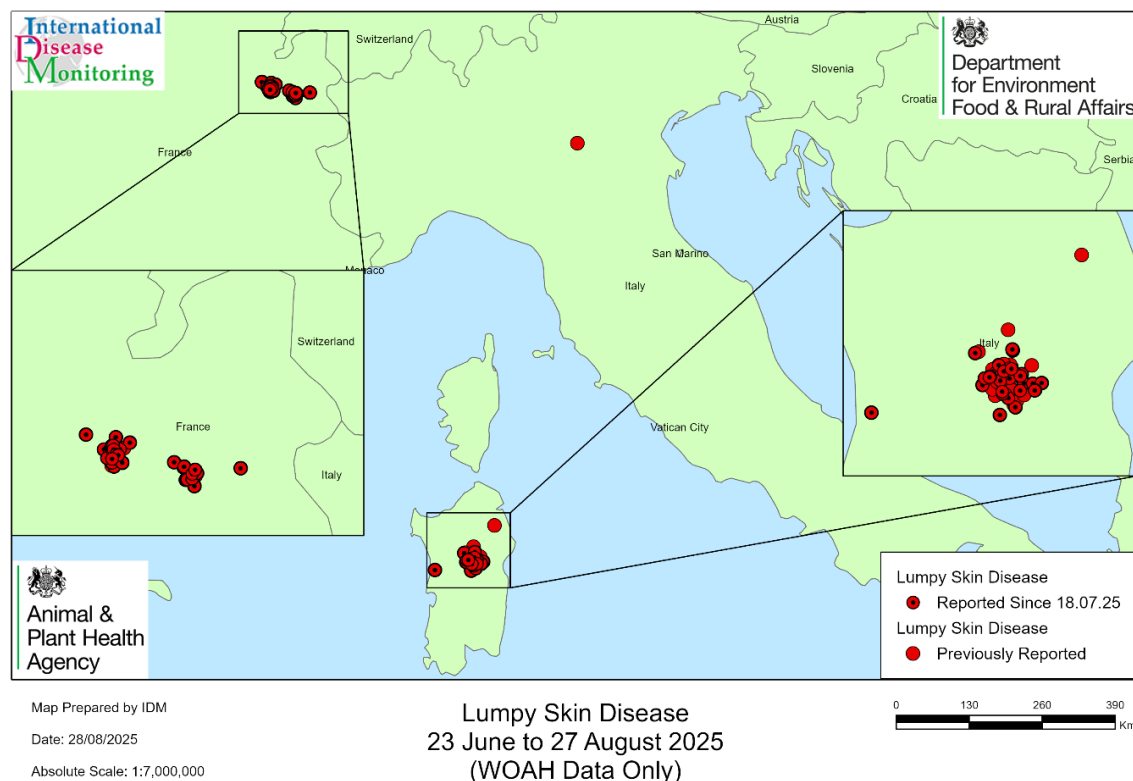 International
Disease
Monitoring
Austria
Switzerland
Slovenia
Croatia
Serbia
Department
for Environment
Food & Rural Affairs
France
San Marino
Monaco
Italy
Switzerland
France
Italy
Italy
Vatican City
Animal &
Plant Health
Agency
Lumpy Skin Disease
Reported Since 18.07.25
Lumpy Skin Disease
Previously Reported
Map Prepared by IDM
Date: 28/08/2025
Absolute Scale: 1:7,000,000
Lumpy Skin Disease
23 June to 27 August 2025
(WOAH Data Only)
0 130 260 390
Km